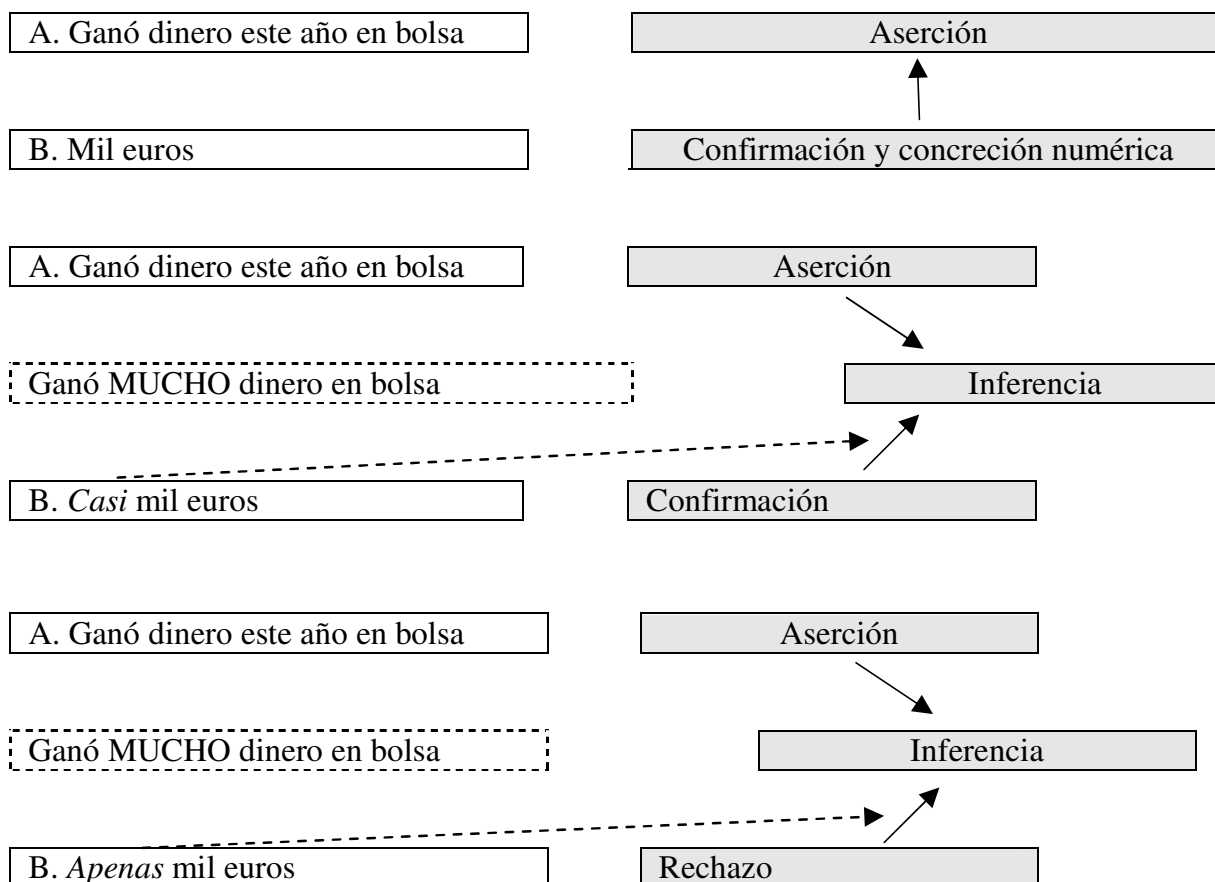 A. Ganó dinero este año en bolsa
Aserción
B. Mil euros
Confirmación y concreción numérica
A. Ganó dinero este año en bolsa
Aserción
Ganó MUCHO dinero en bolsa
Inferencia
B. Casi mil euros
Confirmación
A. Ganó dinero este año en bolsa
Aserción
Ganó MUCHO dinero en bolsa
Inferencia
B. Apenas mil euros
Rechazo